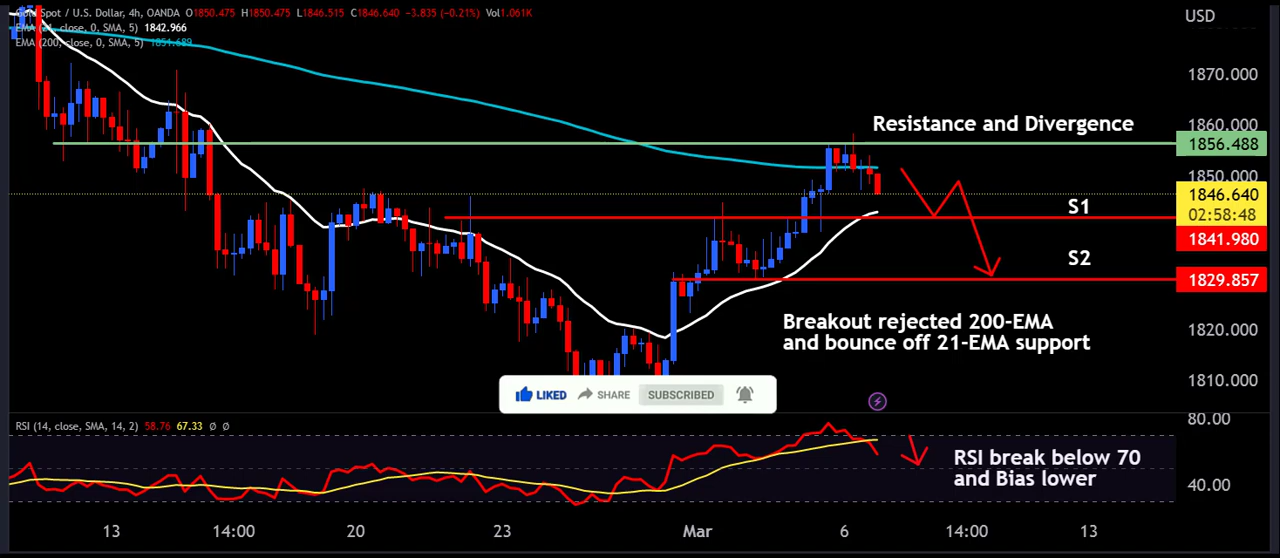 Spot / U.S. Dollar, 4h, OANDA O1850.475 H1850.475 L1846.515 C1846.640 −3.835 (−0.21%) Vol1.061K
EMA (21, close, 0, SMA, 5) 1842.966
EMA (200, close, 0, SMA, 5) 1851.689
USD
1870.000
1860.000
Resistance and Divergence
1856.488
1850.000
1846.640
02:58:48
S1
1841.980
S2
1829.857
Breakout rejected 200-EMA
and bounce off 21-EMA support
1820.000
1810.000
LIKED
SHARE
SUBSCRIBED
RSI (14, close, SMA, 14, 2) 58.76 67.33 Ø Ø
80.00
RSI break below 70
and Bias lower
40.00
13 14:00 20 23 Mar 6 14:00 13